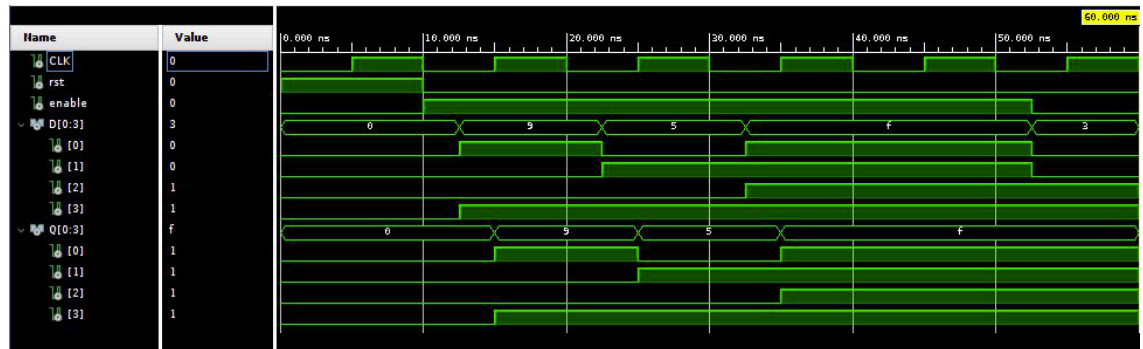 60.000 ns
Name Value 0.000 ns 10.000 ns 20.000 ns 30.000 ns 40.000 ns 50.000 ns
CLK 0
rst 0
enable 0
D[0:3] 3 0 9 5 f 3
[0] 0
[1] 0
[2] 1
[3] 1
Q[0:3] f 0 9 5 f
[0] 1
[1] 1
[2] 1
[3] 1